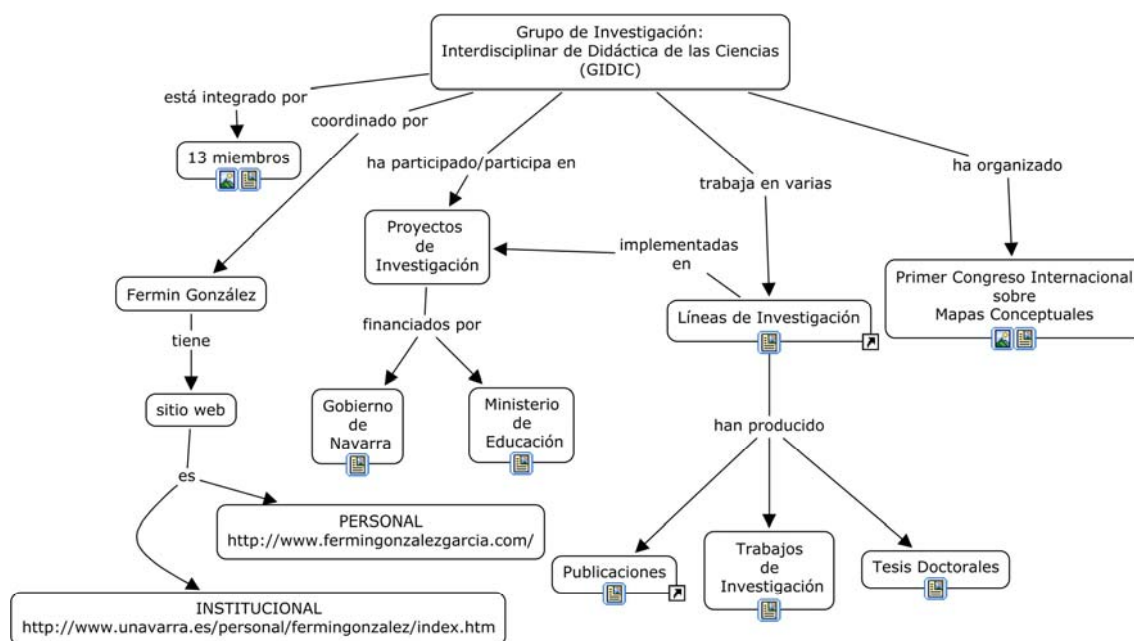 Grupo de Investigación:
Interdisciplinar de Didáctica de las Ciencias
(GIDIC)
está integrado por
13 miembros
coordinado por
Fermin González
tiene
sitio web
es
PERSONAL
http://www.fermingonzalezgarcia.com/
INSTITUCIONAL
http://www.unavarra.es/personal/fermingonzalez/index.htm
ha participado/participa en
Proyectos
de
Investigación
financiados por
Gobierno
de
Navarra
Ministerio
de
Educación
trabaja en varias
implementadas
en
Líneas de Investigación
han producido
Publicaciones
Trabajos
de
Investigación
Tesis Doctorales
ha organizado
Primer Congreso Internacional
sobre
Mapas Conceptuales